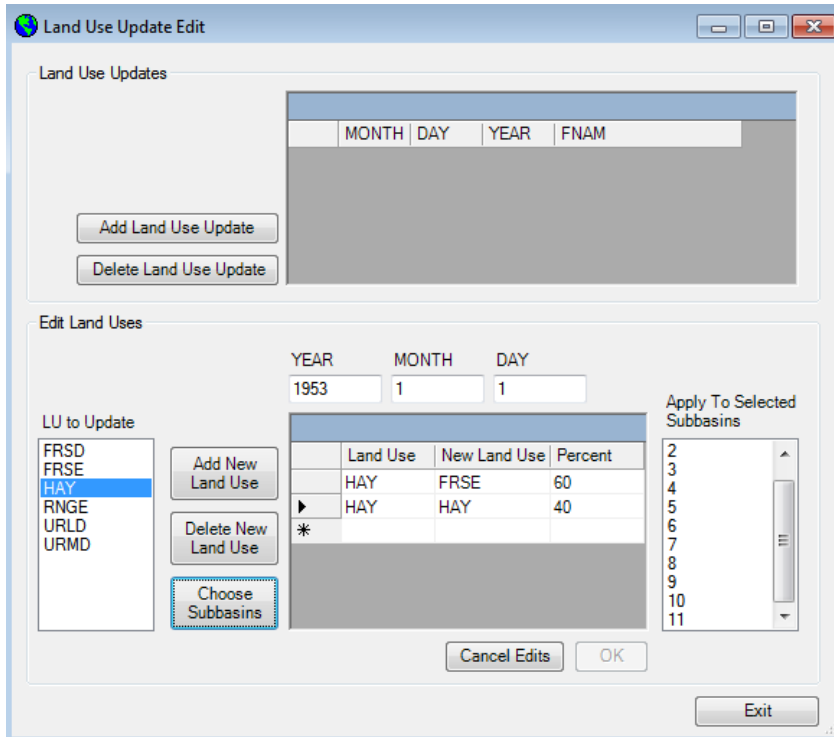 Land Use Update Edit
Land Use Updates
MONTH DAY YEAR FNAM
Add Land Use Update
Delete Land Use Update
Edit Land Uses
YEAR MONTH DAY
1953 1 1
LU to Update
FRSD
FRSE
HAY
RNGE
URLD
URMD
Add New
Land Use
Delete New
Land Use
Choose
Subbasins
Land Use New Land Use Percent
HAY FRSE 60
HAY HAY 40
Apply To Selected
Subbasins
2
3
4
5
6
7
8
9
10
11
Cancel Edits OK
Exit